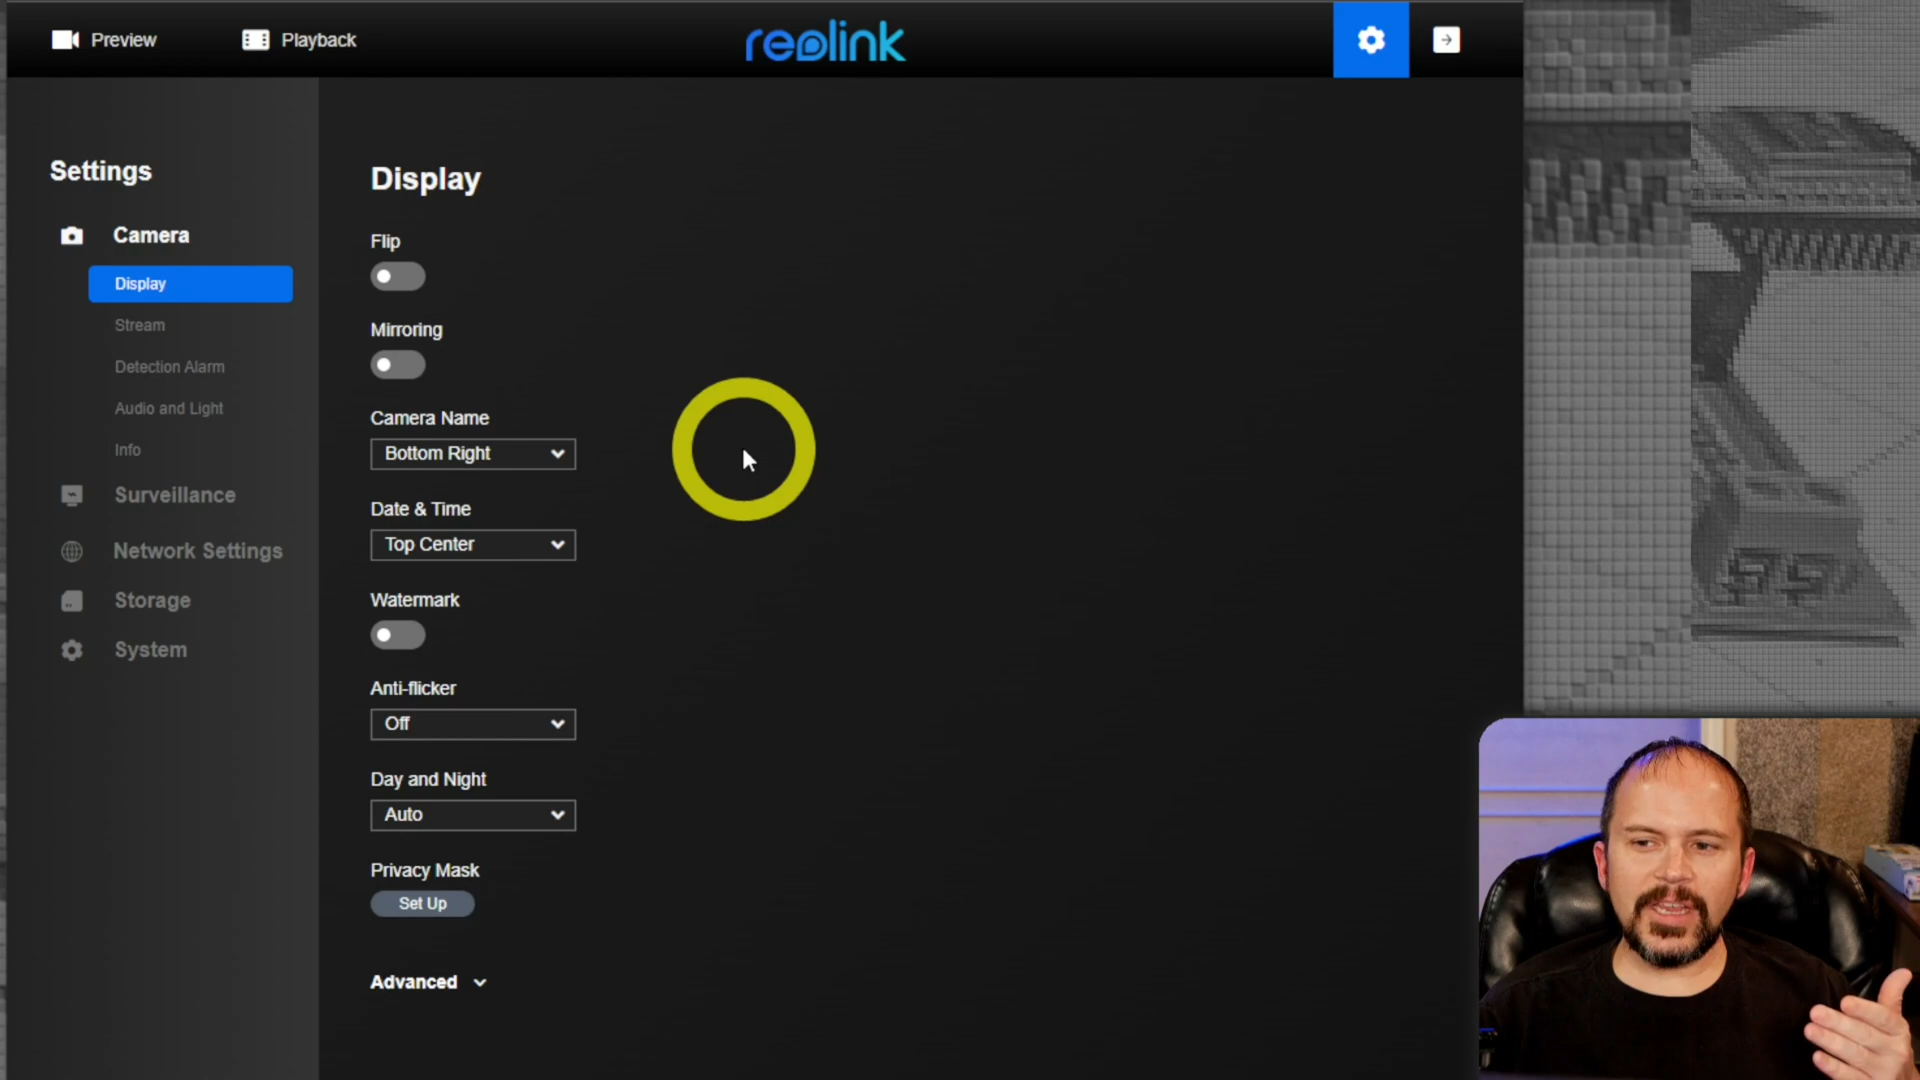 Preview
Playback
reolink
Settings
Camera
Display
Stream
Detection Alarm
Audio and Light
Info
Surveillance
Network Settings
Storage
System
Display
Flip
Mirroring
Camera Name
Bottom Right
Date & Time
Top Center
Watermark
Anti-flicker
Off
Day and Night
Auto
Privacy Mask
Set Up
Advanced